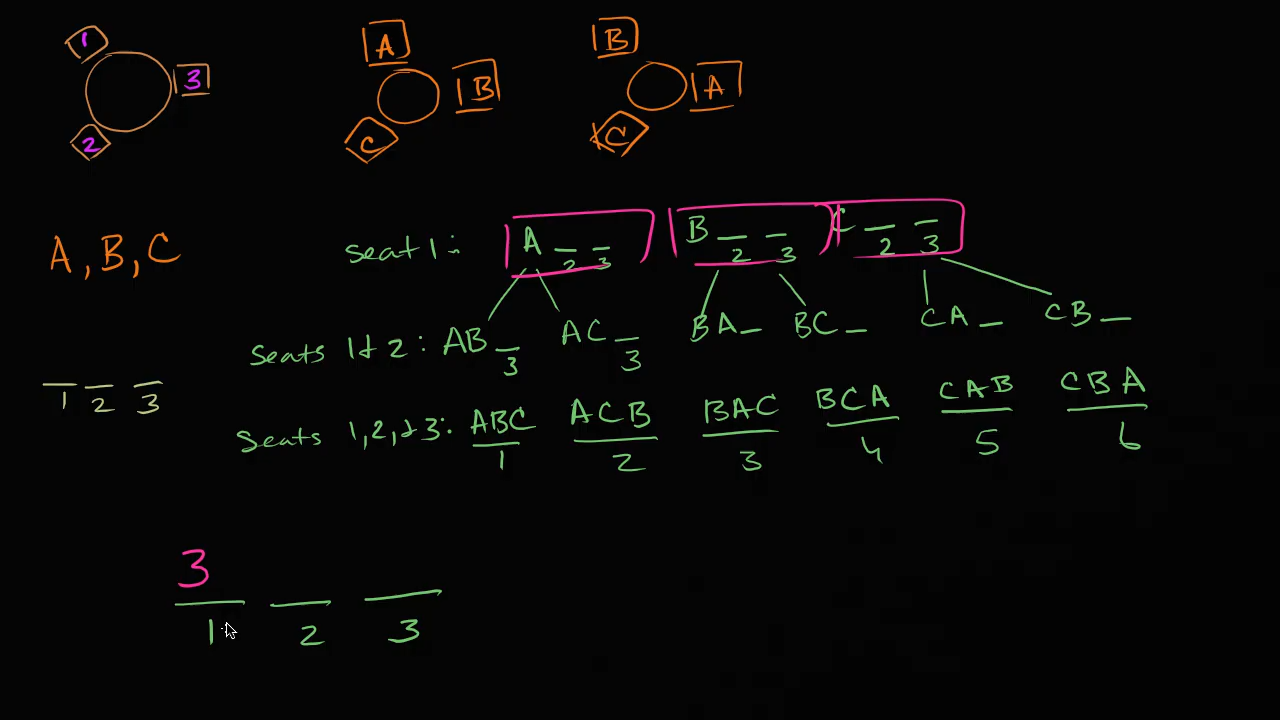 1 3 2
A B C
B A C
A, B, C
seat 1: A _ _ B _ _ C _ _
2 3 2 3 2 3
Seats 1 & 2: AB _ AC _ BA _ BC _ CA _ CB _
3 3
_ _ _
1 2 3
Seats 1, 2, & 3: ABC ACB BAC BCA CAB CBA
1 2 3 4 5 6
3
1 2 3